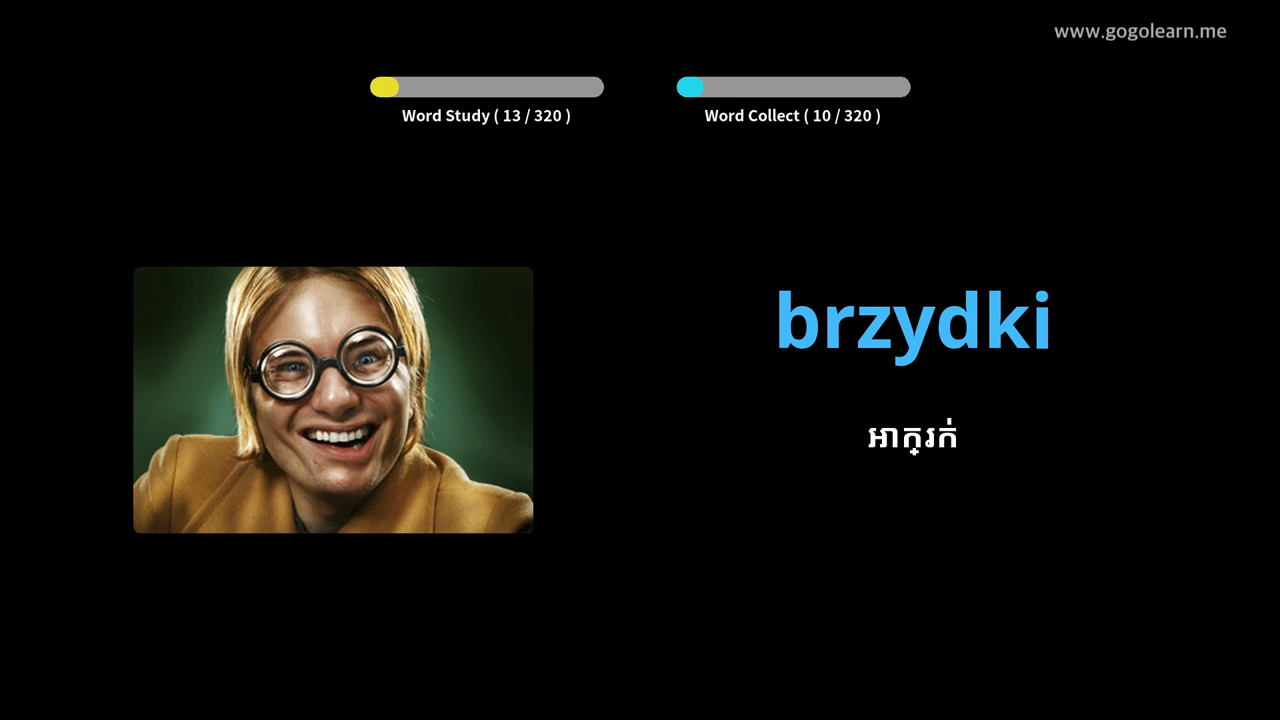 www.gogolearn.me
Word Study ( 13 / 320 )
Word Collect ( 10 / 320 )
brzydki
អាក្រក់